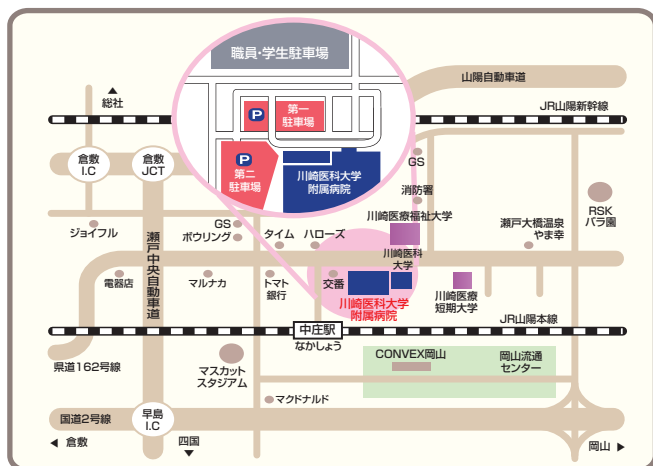 職員・学生駐車場
山陽自動車道
総社
JR山陽新幹線
P
第一
駐車場
P
第二
駐車場
川崎医科大学
附属病院
倉敷
I.C
倉敷
JCT
GS
消防署
川崎医療福祉大学
RSK
バラ園
ジョイフル
GS
ボウリング
タイム
ハローズ
川崎医科
大学
瀬戸大橋温泉
やま幸
瀬戸中央自動車道
電器店
マルナカ
トマト
銀行
交番
川崎医科大学
附属病院
川崎医療
短期大学
中庄駅
なかしょう
JR山陽本線
県道162号線
マスカット
スタジアム
CONVEX岡山
岡山流通
センター
マクドナルド
国道2号線
早島
I.C
倉敷
四国
岡山